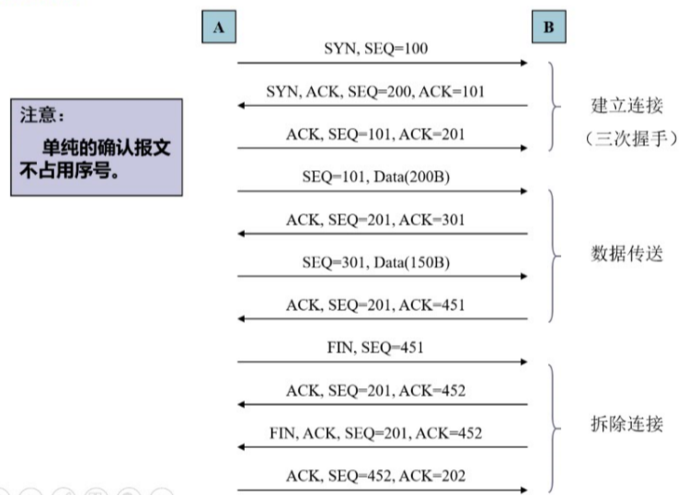 A
B
SYN, SEQ=100
SYN, ACK, SEQ=200, ACK=101
ACK, SEQ=101, ACK=201
建立连接
（三次握手）
注意：
单纯的确认报文
不占用序号。
SEQ=101, Data(200B)
ACK, SEQ=201, ACK=301
SEQ=301, Data(150B)
ACK, SEQ=201, ACK=451
数据传送
FIN, SEQ=451
ACK, SEQ=201, ACK=452
FIN, ACK, SEQ=201, ACK=452
ACK, SEQ=452, ACK=202
拆除连接